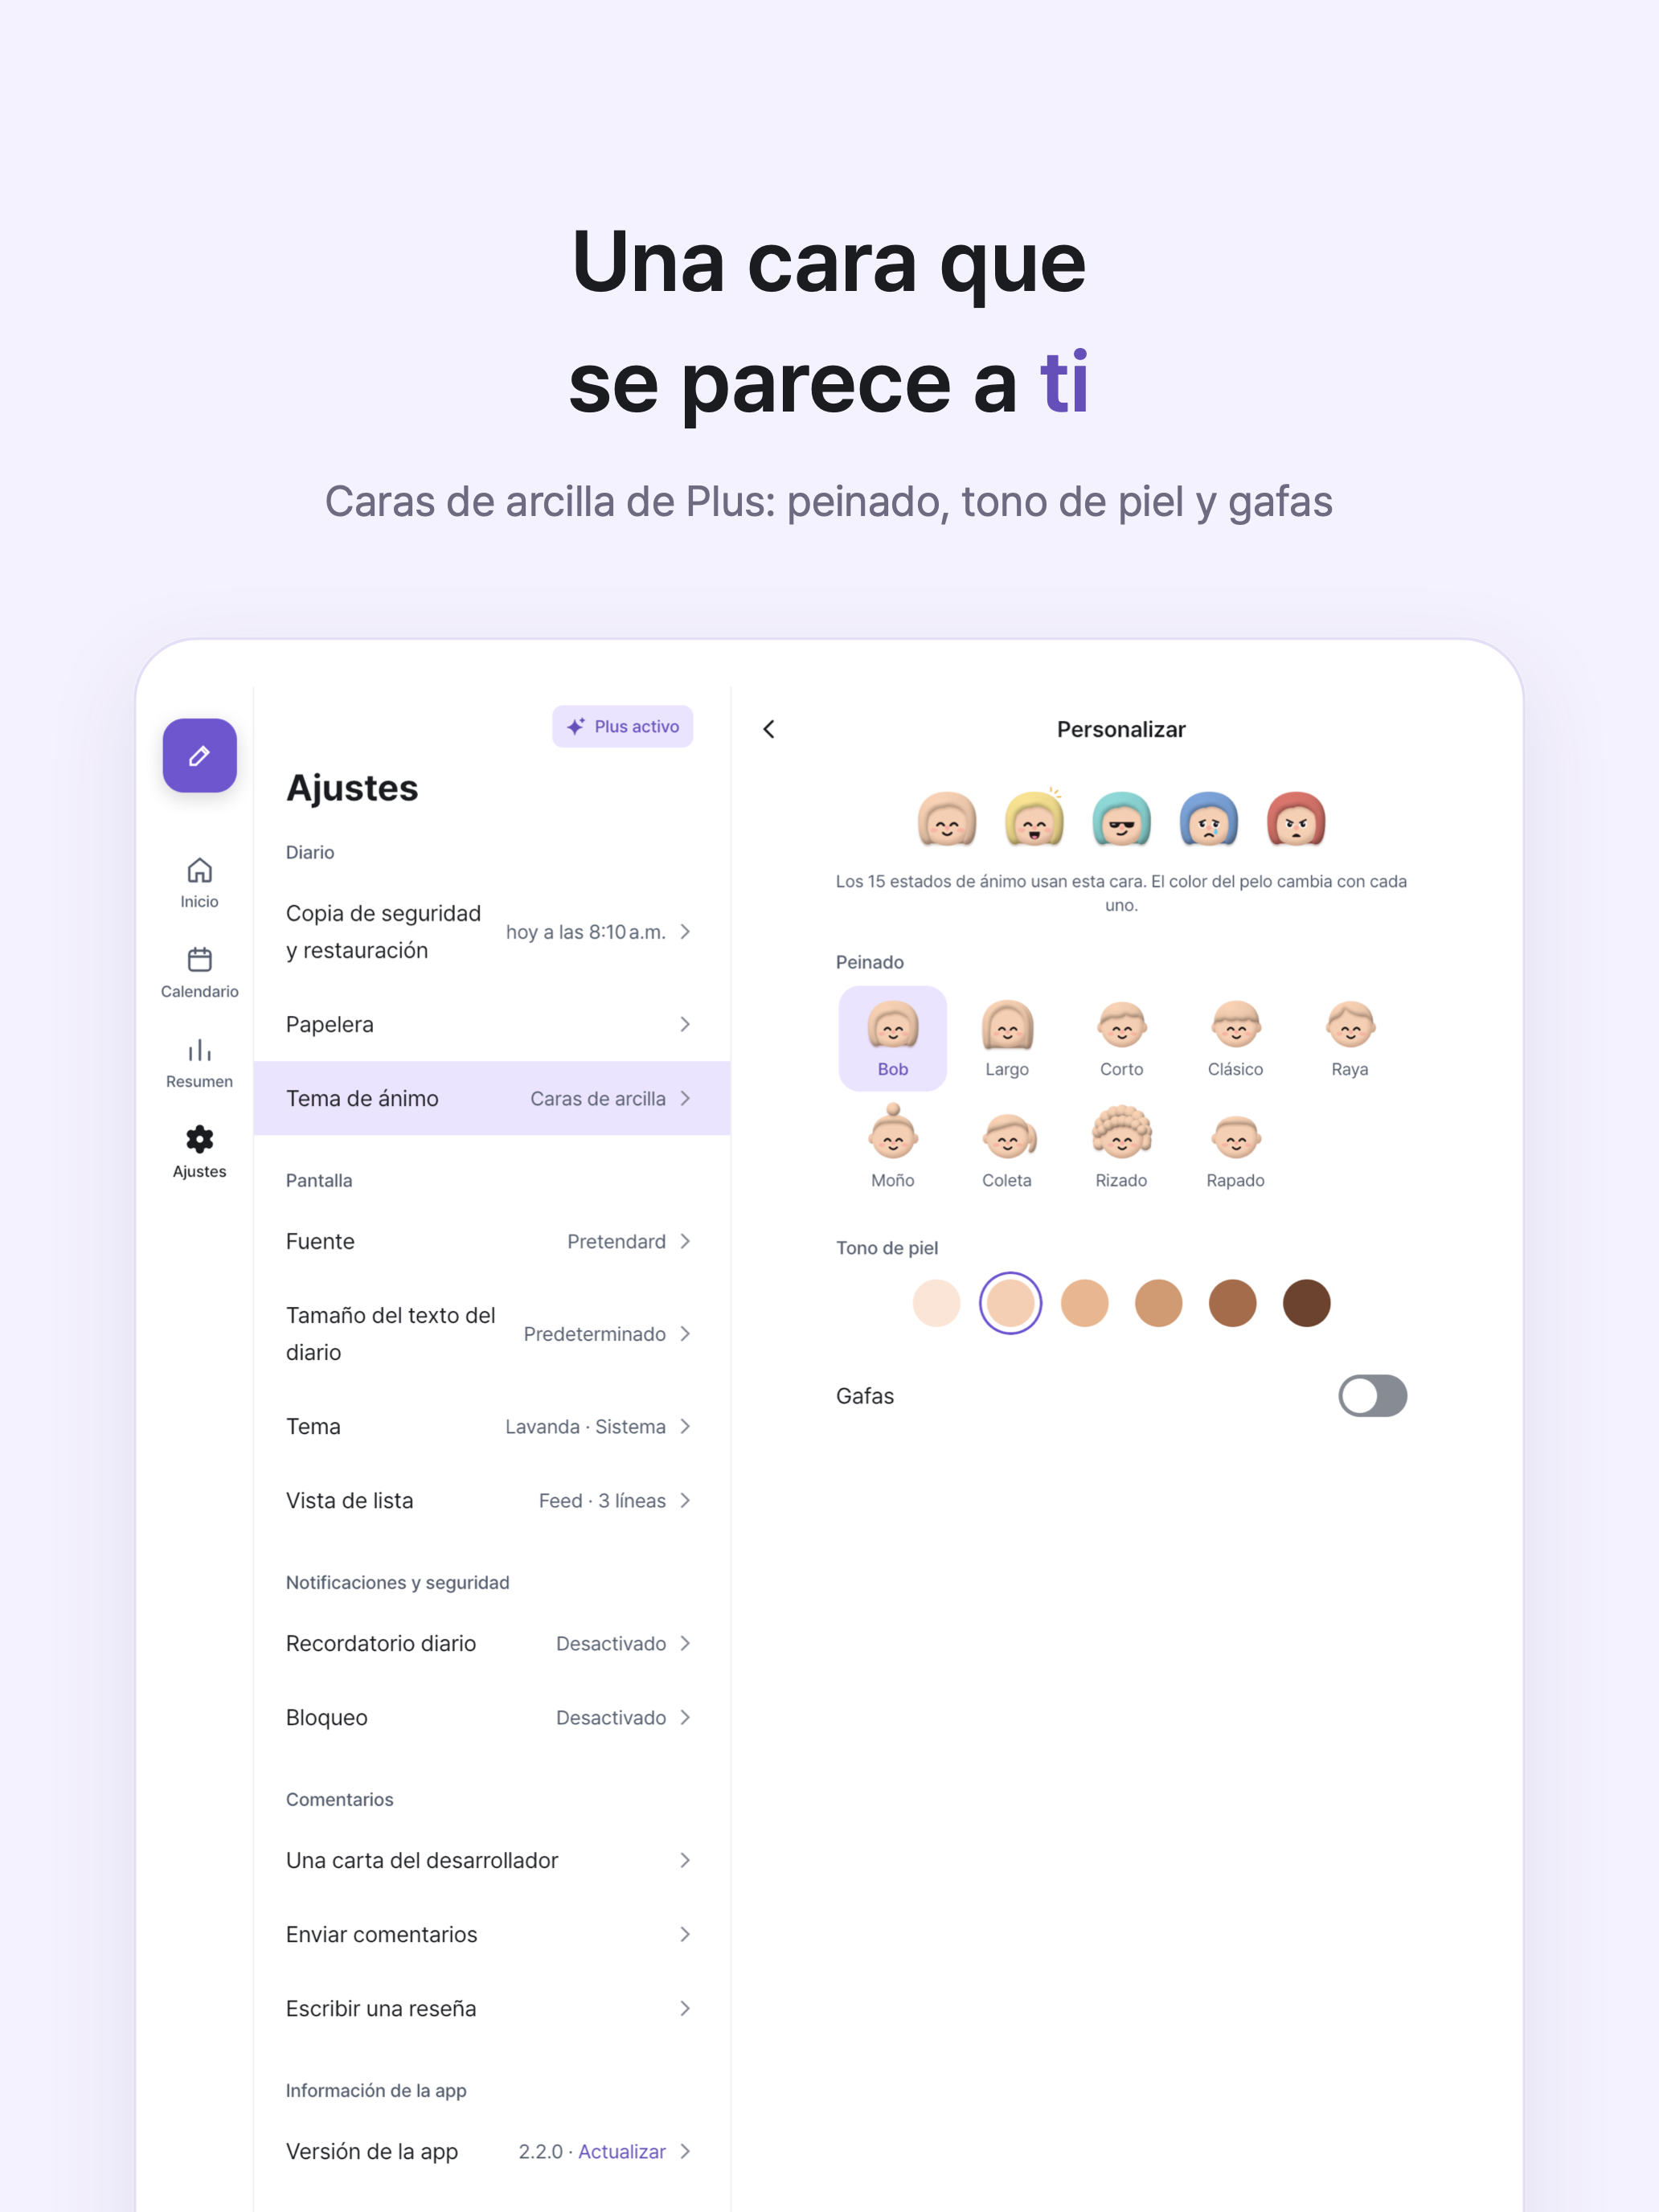 Una cara que
se parece a ti
Caras de arcilla de Plus: peinado, tono de piel y gafas
Inicio
Calendario
Resumen
Ajustes
Plus activo
Ajustes
Diario
Copia de seguridad
y restauración
hoy a las 8:10 a.m.
Papelera
Tema de ánimo
Caras de arcilla
Pantalla
Fuente
Pretendard
Tamaño del texto del
diario
Predeterminado
Tema
Lavanda · Sistema
Vista de lista
Feed · 3 líneas
Notificaciones y seguridad
Recordatorio diario
Desactivado
Bloqueo
Desactivado
Comentarios
Una carta del desarrollador
Enviar comentarios
Escribir una reseña
Información de la app
Versión de la app
2.2.0 · Actualizar
Personalizar
Los 15 estados de ánimo usan esta cara. El color del pelo cambia con cada
uno.
Peinado
Bob
Largo
Corto
Clásico
Raya
Moño
Coleta
Rizado
Rapado
Tono de piel
Gafas